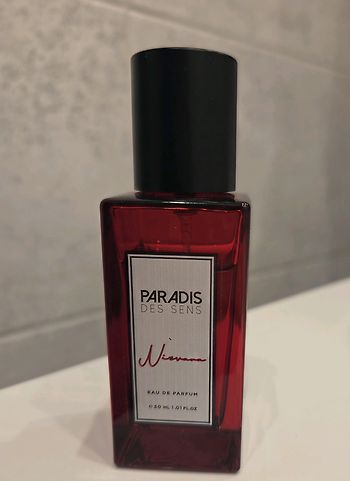 PARADIS
DES SENS
Nirvana
EAU DE PARFUM
℮ 30 ML 1.01 FL.OZ